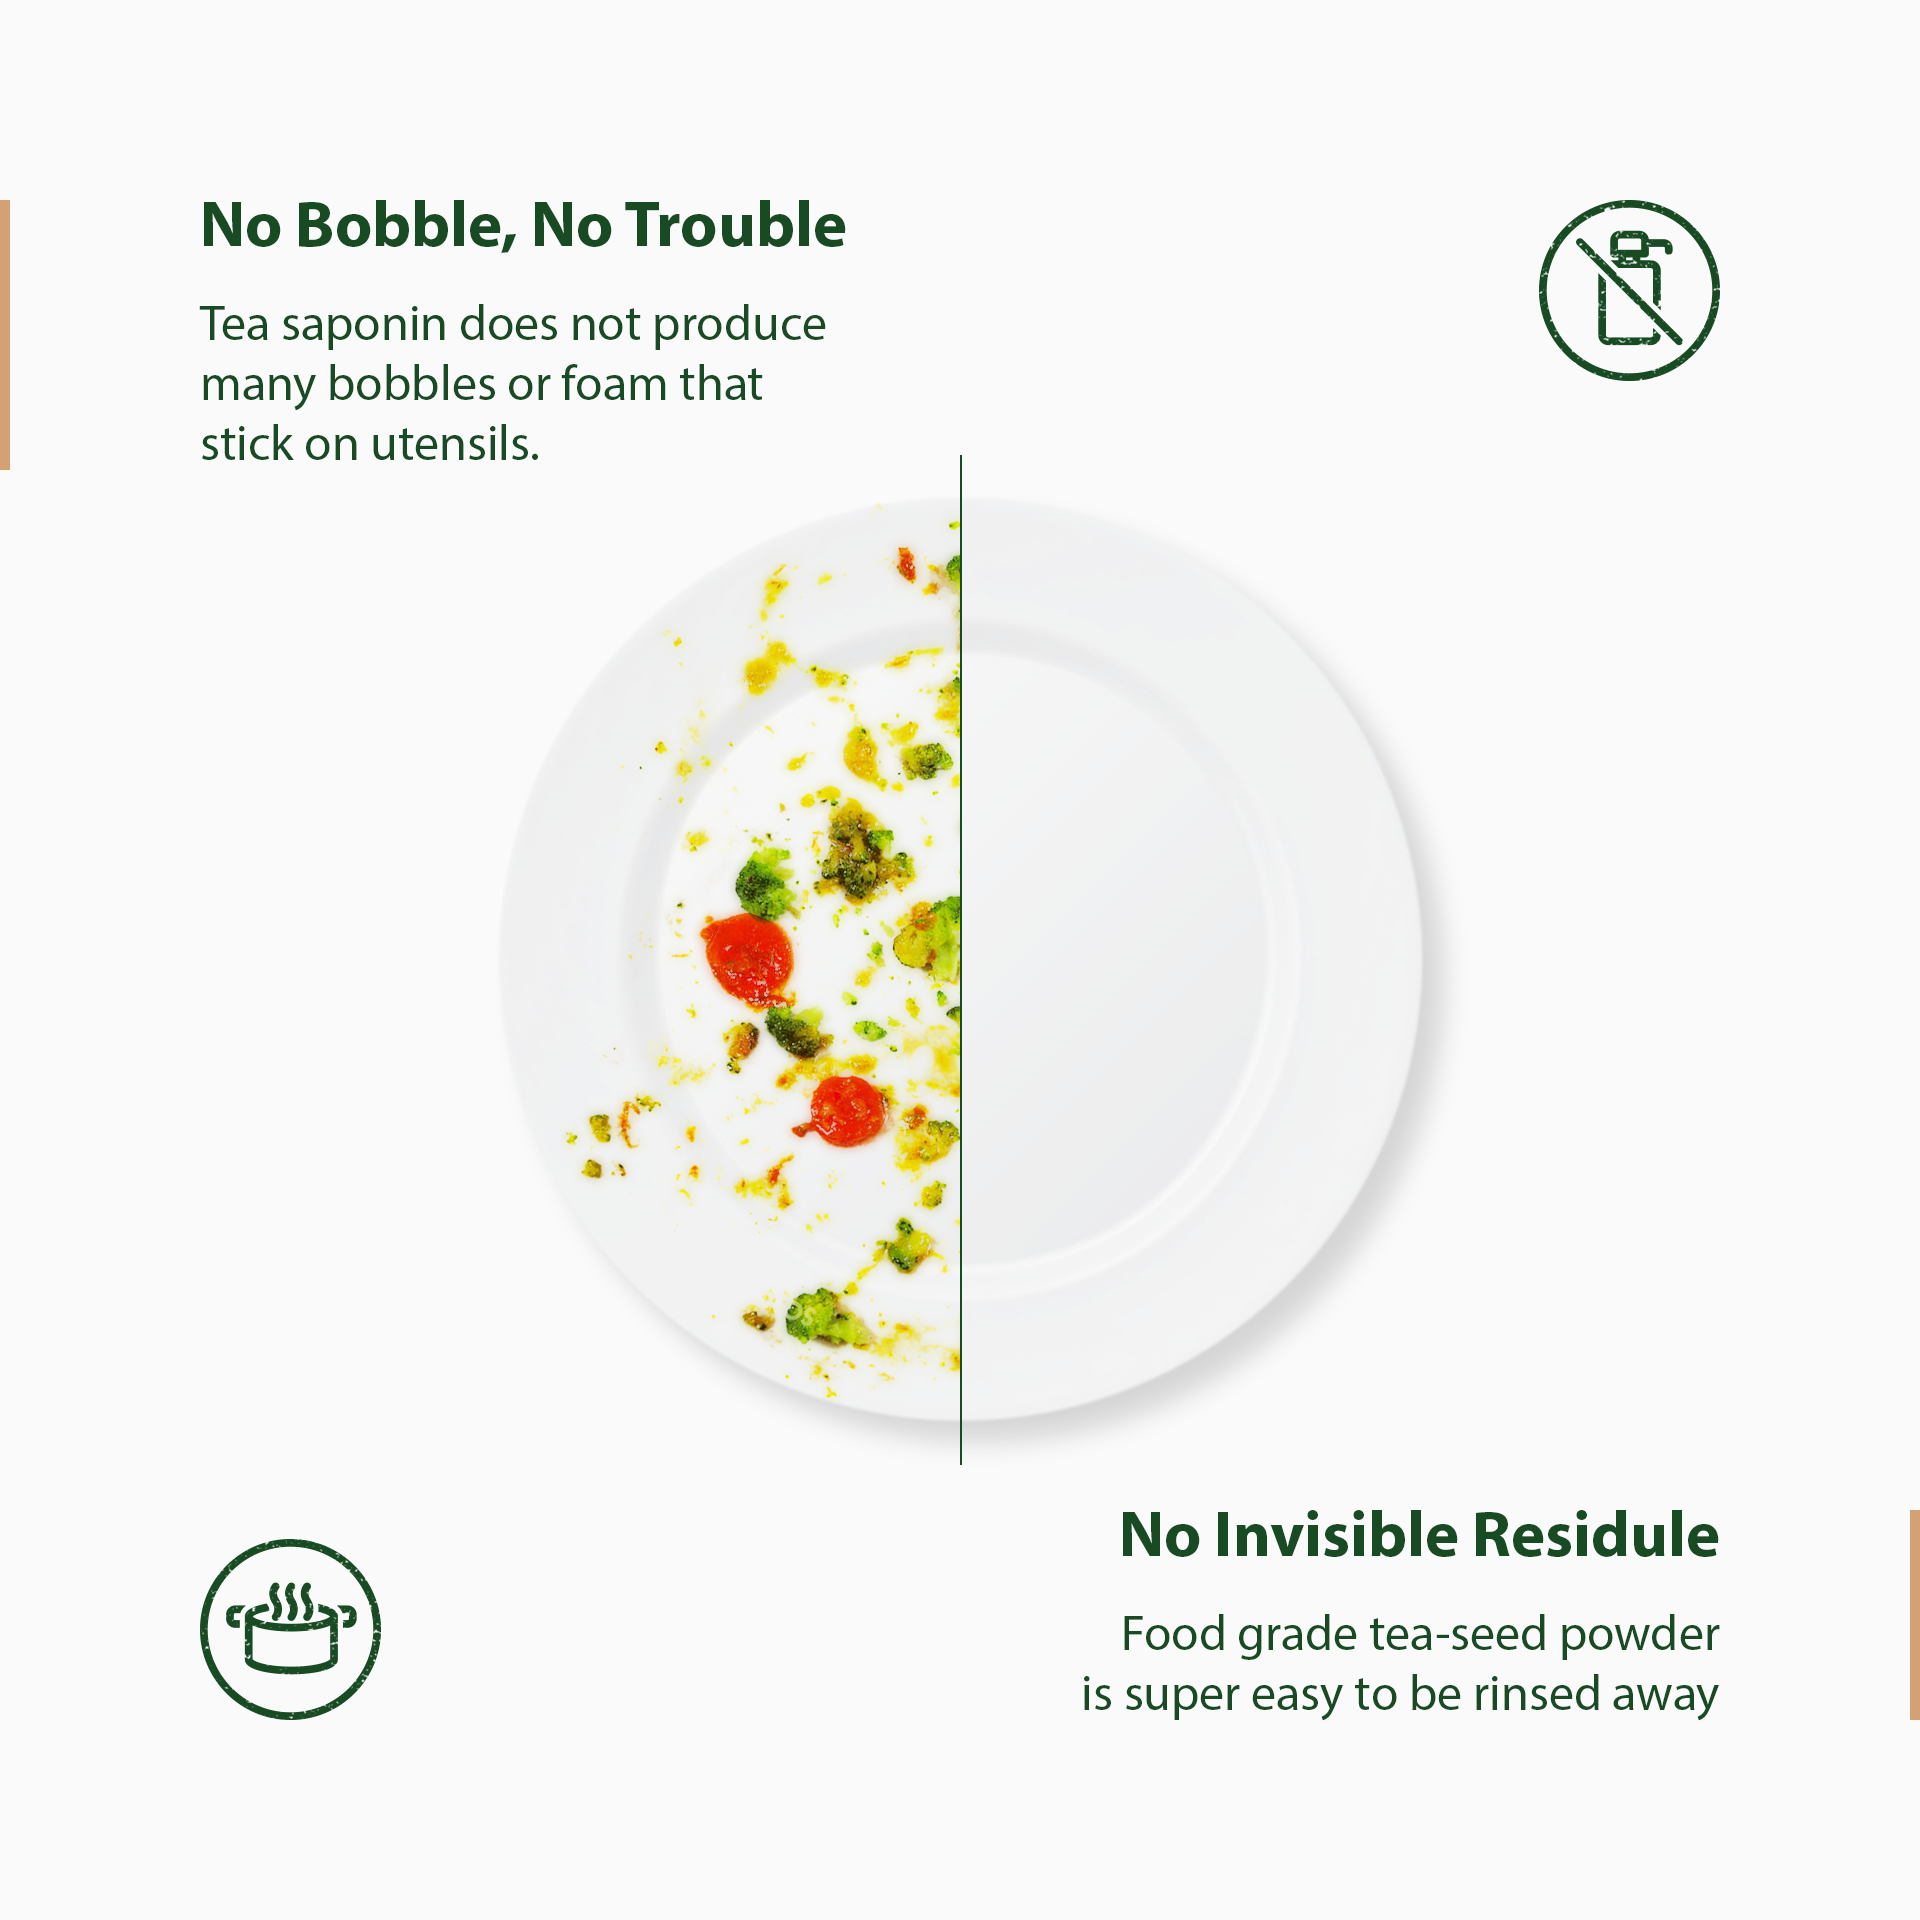 No Bobble, No Trouble
Tea saponin does not produce
many bobbles or foam that
stick on utensils.
No Invisible Residule
Food grade tea-seed powder
is super easy to be rinsed away